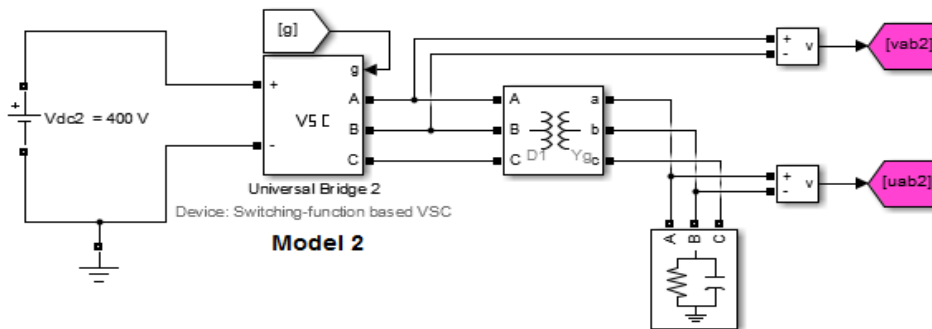 [g]
g
+
A
+
-
v
[vab2]
+
Vdc2 = 400 V
VSC
B
-
C
A
B
C
D1
Yg
a
b
c
Universal Bridge 2
Device: Switching-function based VSC
Model 2
+
-
v
[uab2]
A
B
C